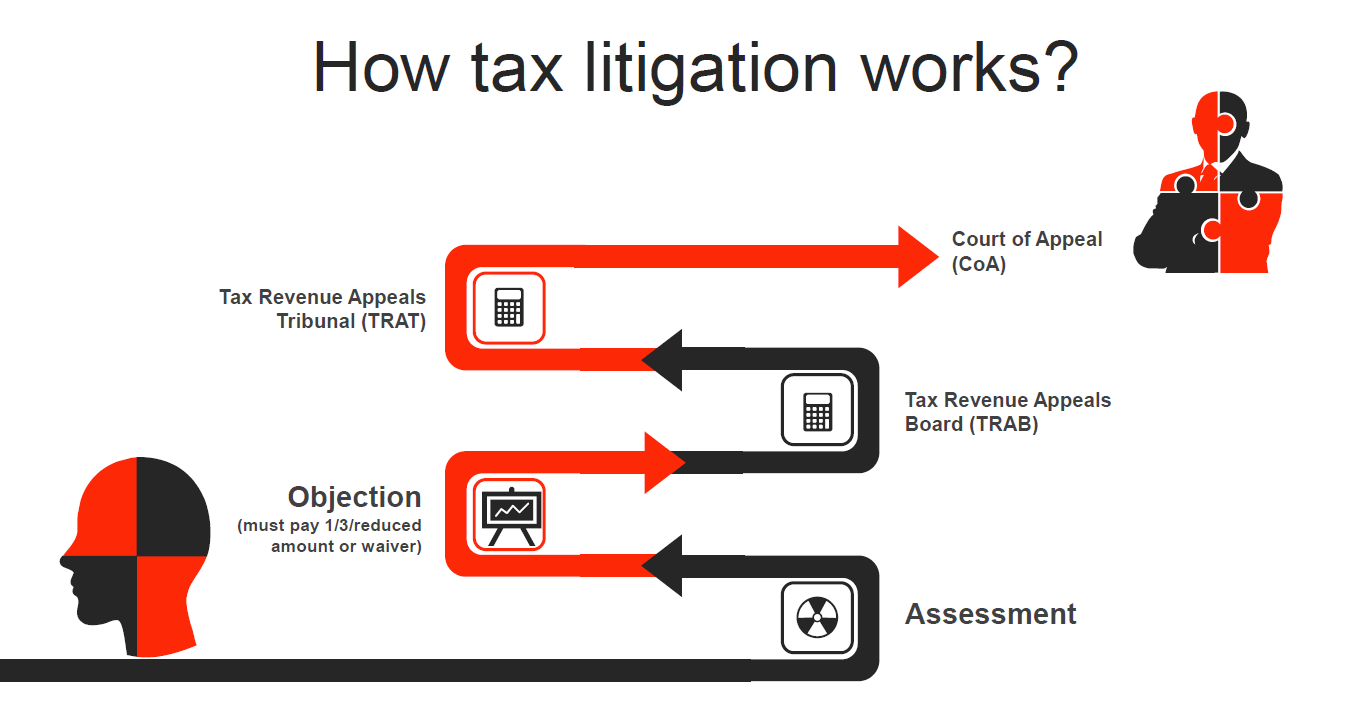 How tax litigation works?
Court of Appeal
(CoA)
Tax Revenue Appeals
Tribunal (TRAT)
Tax Revenue Appeals
Board (TRAB)
Objection
(must pay 1/3/reduced
amount or waiver)
Assessment